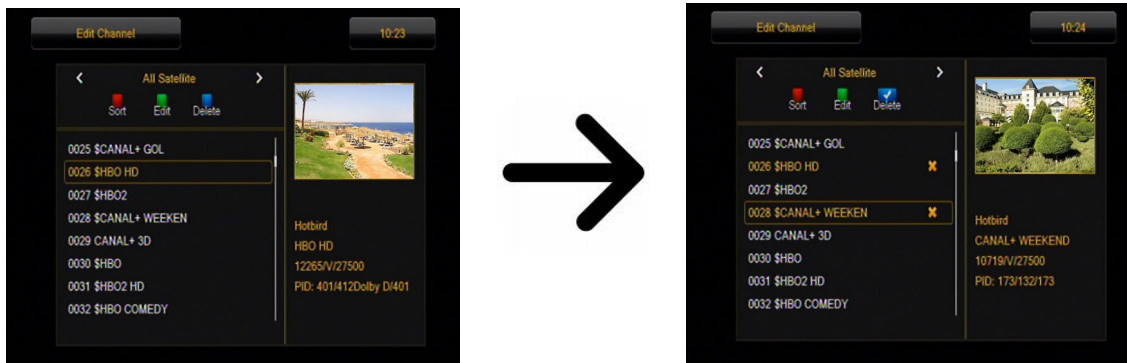 Edit Channel
10:23
All Satellite
Sort Edit Delete
0025 $CANAL+ GOL
0026 $HBO HD
0027 $HBO2
0028 $CANAL+ WEEKEN
0029 CANAL+ 3D
0030 $HBO
0031 $HBO2 HD
0032 $HBO COMEDY
Hotbird
HBO HD
12265/V/27500
PID: 401/412Dolby D/401
Edit Channel
10:24
All Satellite
Sort Edit Delete
0025 $CANAL+ GOL
0026 $HBO HD
0027 $HBO2
0028 $CANAL+ WEEKEN
0029 CANAL+ 3D
0030 $HBO
0031 $HBO2 HD
0032 $HBO COMEDY
Hotbird
CANAL+ WEEKEND
10719/V/27500
PID: 173/132/173